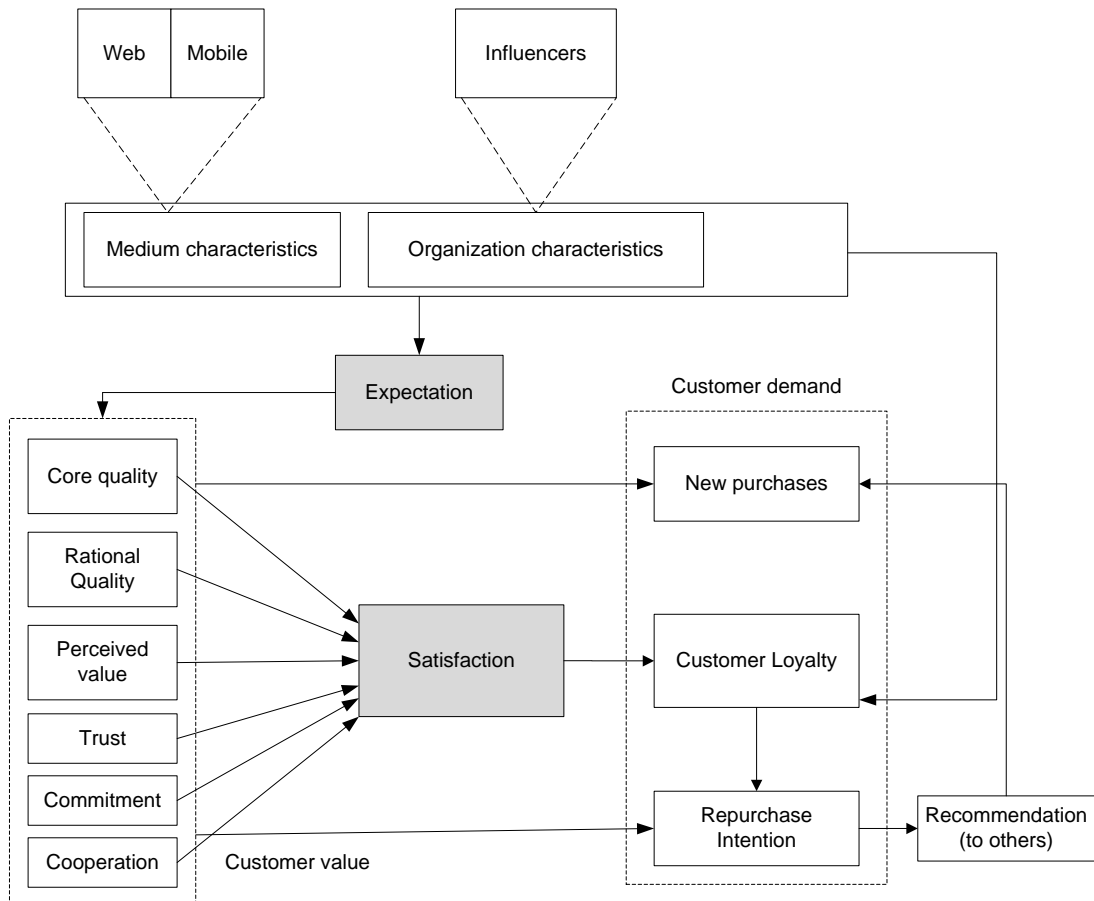 Web
Mobile
Influencers
Medium characteristics
Organization characteristics
Expectation
Customer demand
Core quality
New purchases
Rational
Quality
Perceived
value
Satisfaction
Customer Loyalty
Trust
Commitment
Repurchase
Intention
Recommendation
(to others)
Cooperation
Customer value